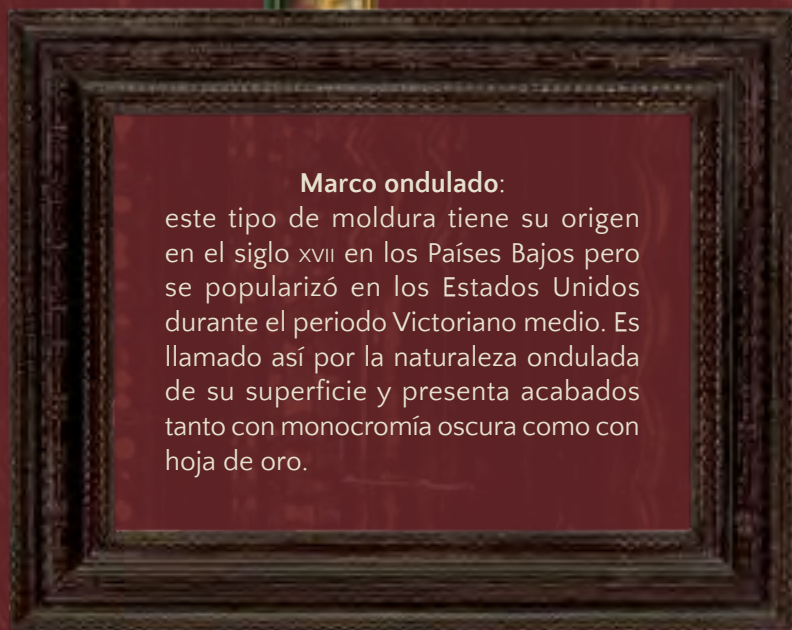 Marco ondulado:
este tipo de moldura tiene su origen
en el siglo XVII en los Países Bajos pero
se popularizó en los Estados Unidos
durante el periodo Victoriano medio. Es
llamado así por la naturaleza ondulada
de su superficie y presenta acabados
tanto con monocromía oscura como con
hoja de oro.